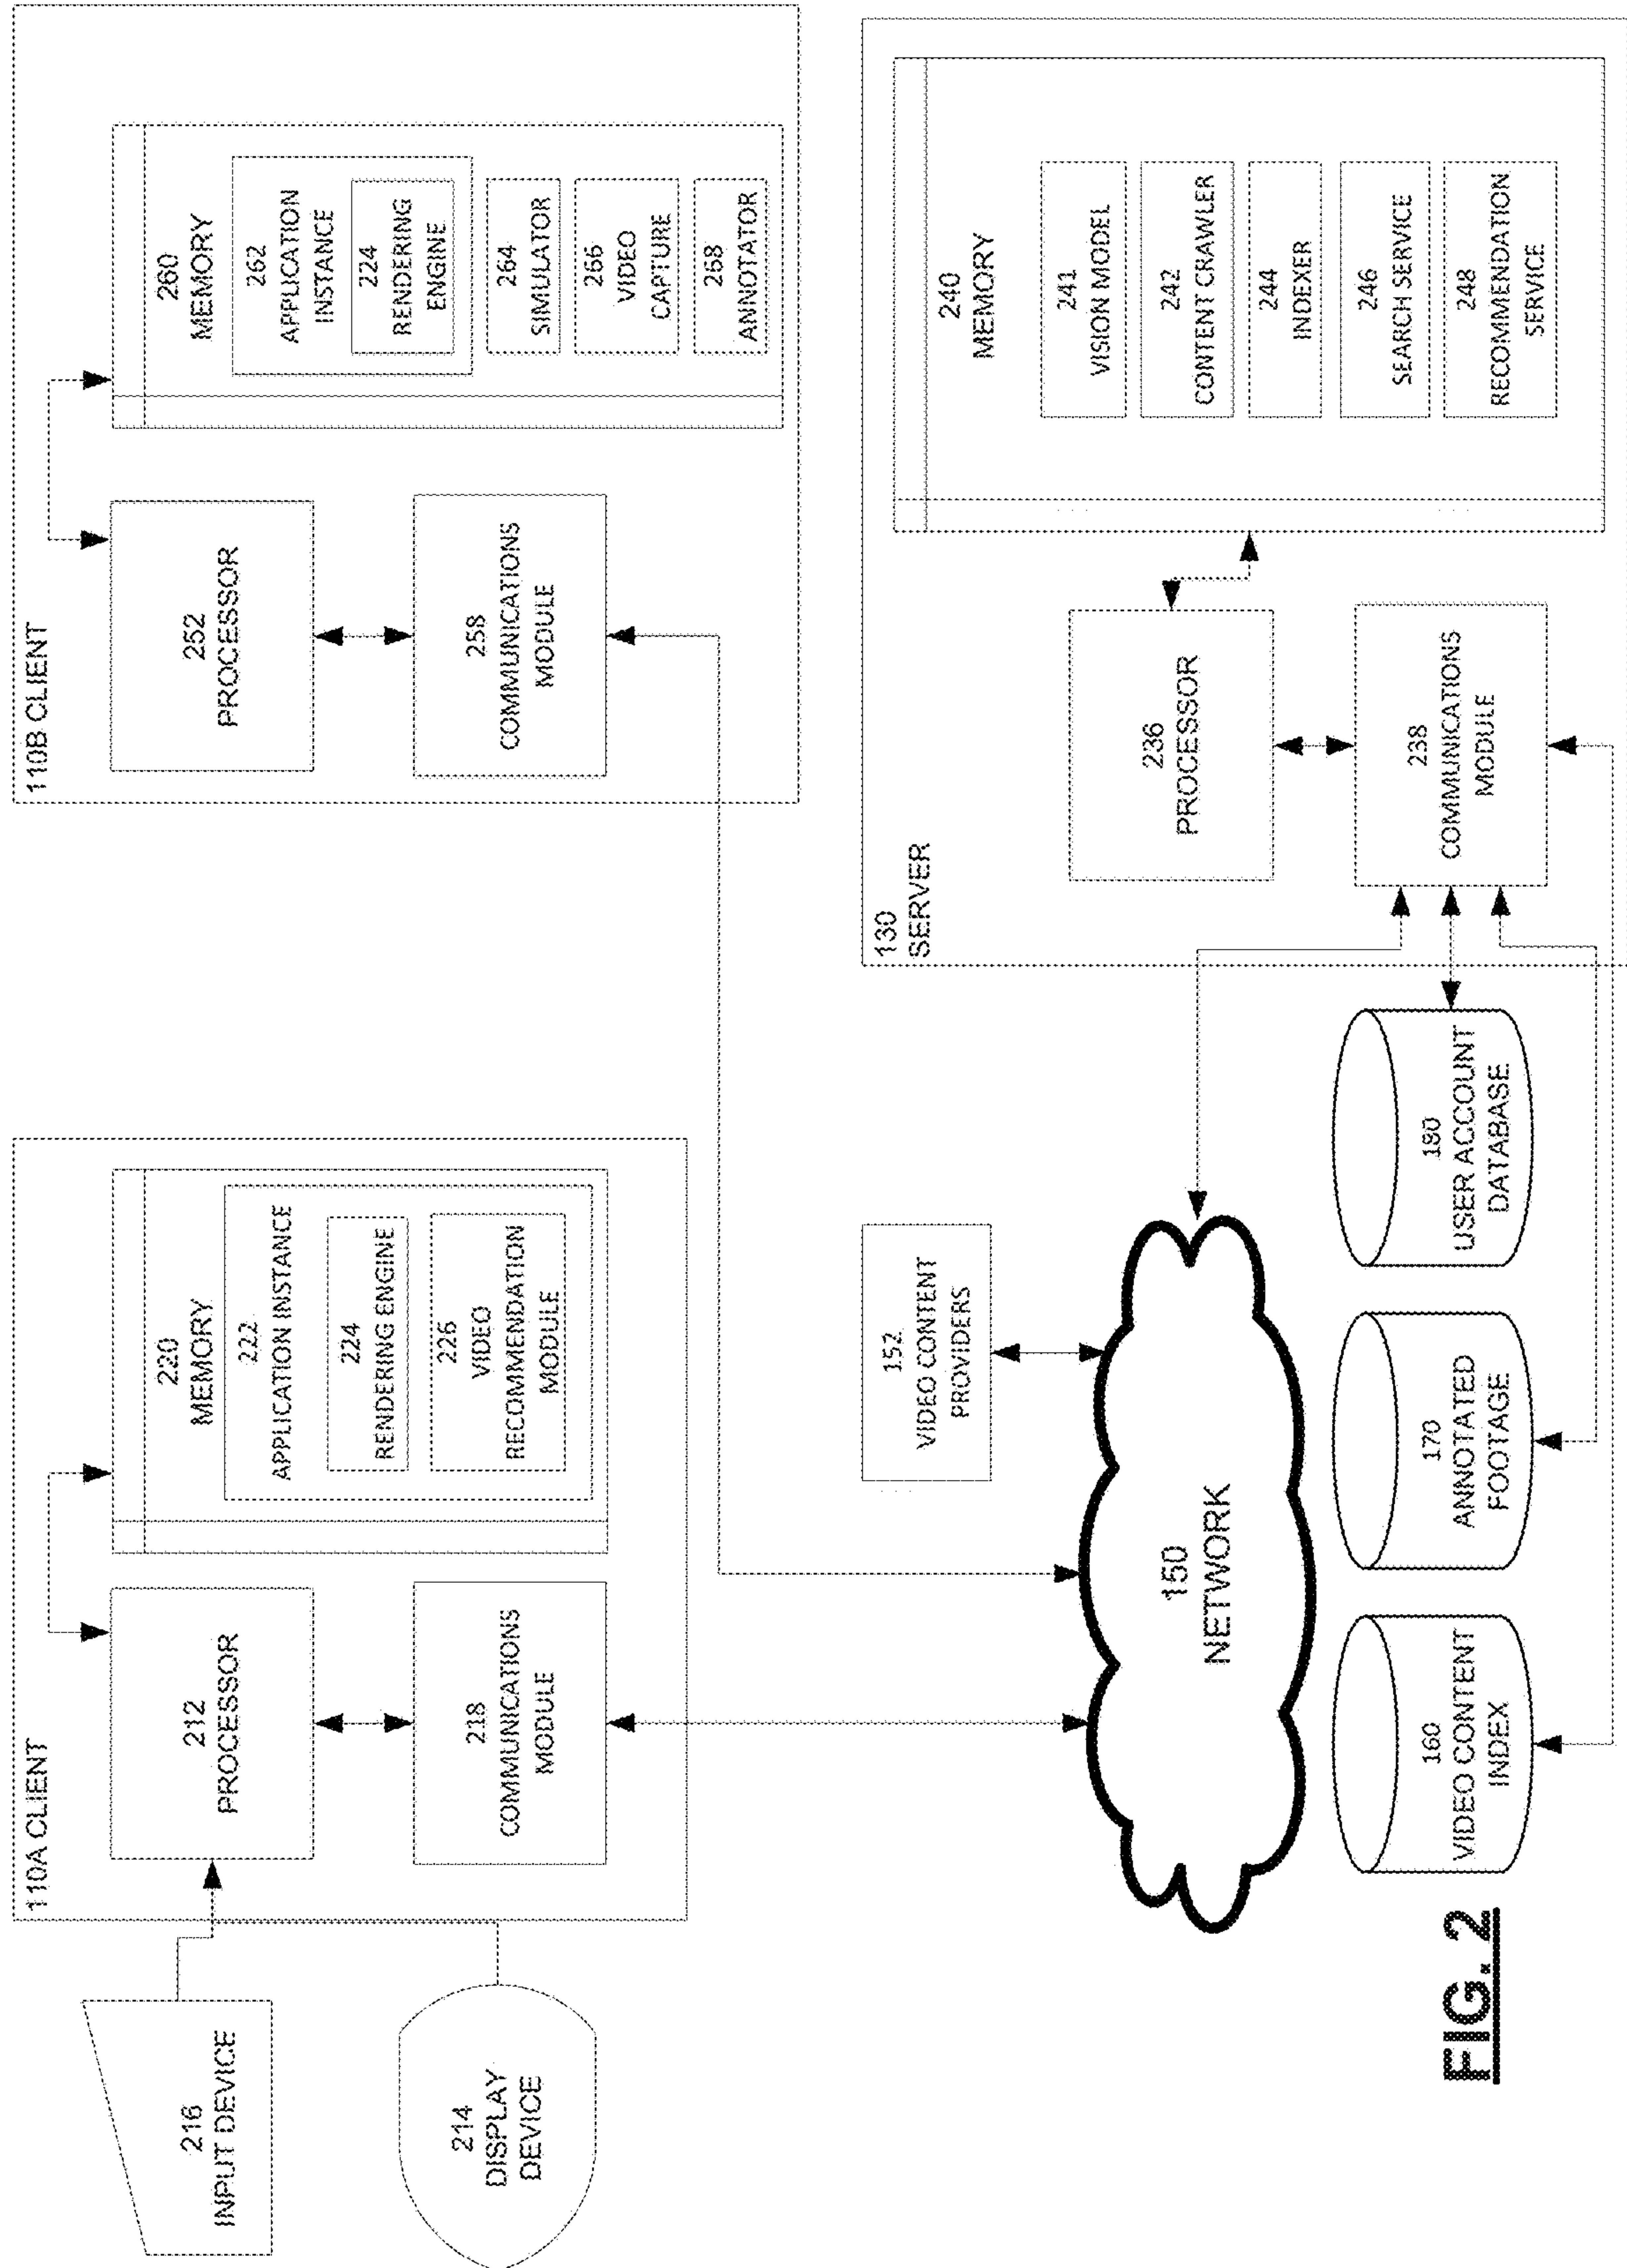 110A CLIENT
216
INPUT DEVICE
214
DISPLAY
DEVICE
212
PROCESSOR
218
COMMUNICATIONS
MODULE
220
MEMORY
222
APPLICATION INSTANCE
224
RENDERING ENGINE
226
VIDEO
RECOMMENDATION
MODULE
110B CLIENT
252
PROCESSOR
258
COMMUNICATIONS
MODULE
260
MEMORY
262
APPLICATION
INSTANCE
224
RENDERING
ENGINE
264
SIMULATOR
266
VIDEO
CAPTURE
268
ANNOTATOR
152
VIDEO CONTENT
PROVIDERS
150
NETWORK
160
VIDEO CONTENT
INDEX
170
ANNOTATED
FOOTAGE
180
USER ACCOUNT
DATABASE
130
SERVER
236
PROCESSOR
238
COMMUNICATIONS
MODULE
240
MEMORY
241
VISION MODEL
242
CONTENT CRAWLER
244
INDEXER
246
SEARCH SERVICE
248
RECOMMENDATION
SERVICE
FIG. 2